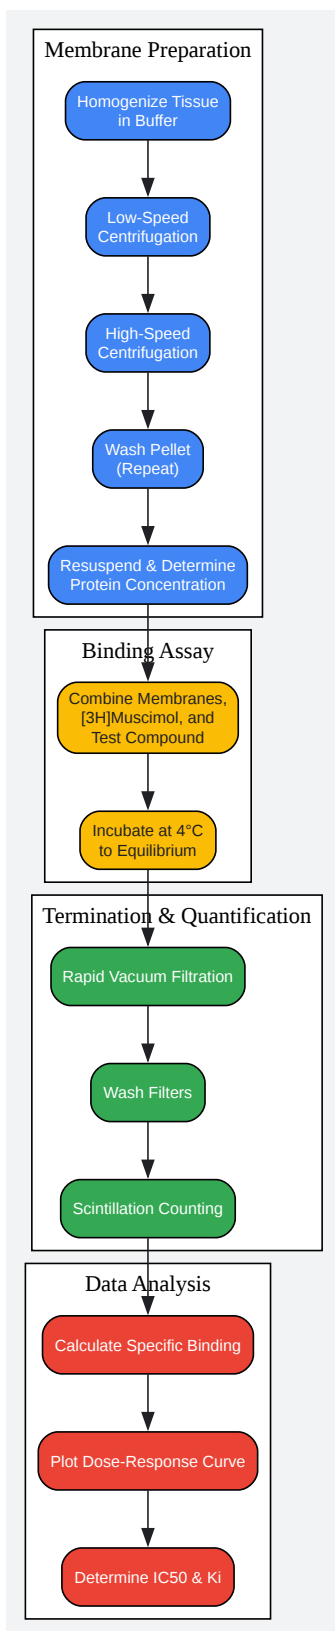 Membrane Preparation
Homogenize Tissue
in Buffer
Low-Speed
Centrifugation
High-Speed
Centrifugation
Wash Pellet
(Repeat)
Resuspend & Determine
Protein Concentration
Binding Assay
Combine Membranes,
[3H]Muscimol, and
Test Compound
Incubate at 4°C
to Equilibrium
Termination & Quantification
Rapid Vacuum Filtration
Wash Filters
Scintillation Counting
Data Analysis
Calculate Specific Binding
Plot Dose-Response Curve
Determine IC50 & Ki